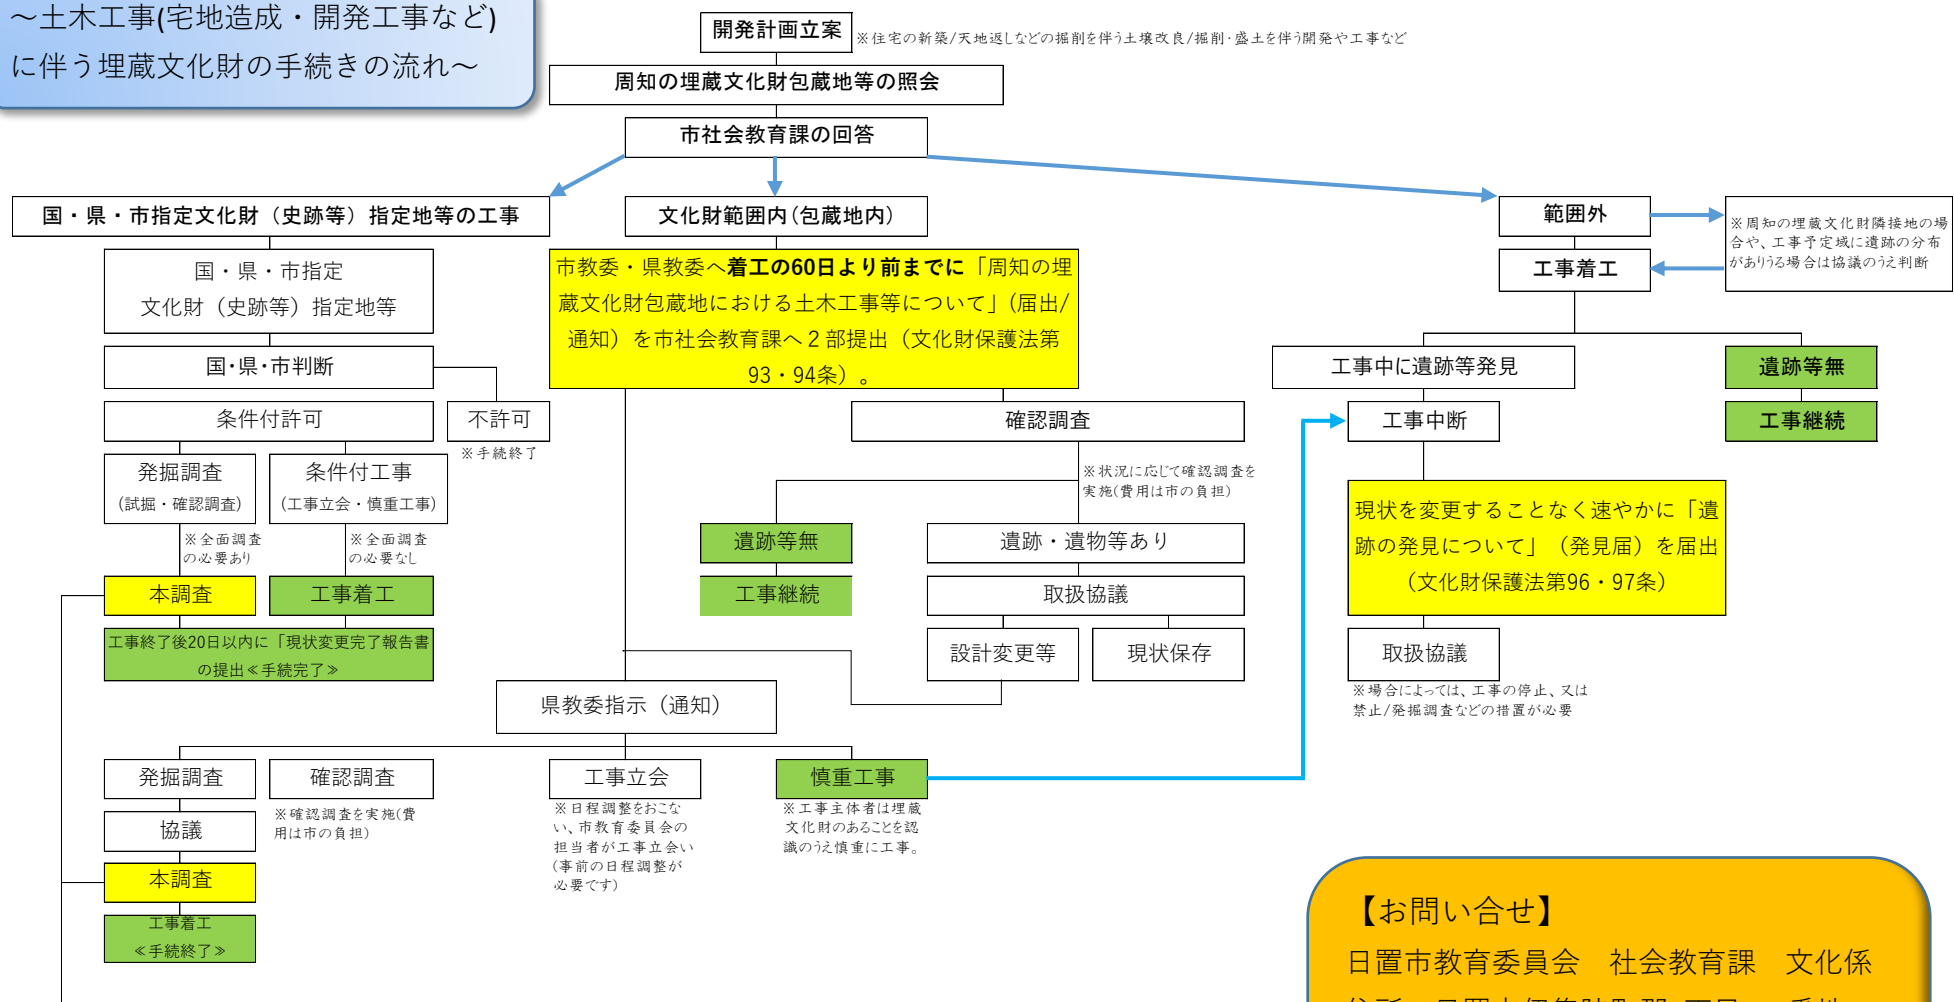 ～土木工事(宅地造成・開発工事など)
に伴う埋蔵文化財の手続きの流れ～
開発計画立案
※住宅の新築/天地返しなどの掘削を伴う土壌改良/掘削・盛土を伴う開発や工事など
周知の埋蔵文化財包蔵地等の照会
市社会教育課の回答
国・県・市指定文化財（史跡等）指定地等の工事
文化財範囲内（包蔵地内）
範囲外
※周知の埋蔵文化財隣接地の場
合や、工事予定域に遺跡の分布
がありうる場合は協議のうえ判断
工事着工
国・県・市指定
文化財（史跡等）指定地等
市教委・県教委へ着工の60日より前までに「周知の埋
蔵文化財包蔵地における土木工事等について」(届出/
通知）を市社会教育課へ２部提出（文化財保護法第
93・94条）。
国・県・市判断
工事中に遺跡等発見
遺跡等無
条件付許可
不許可
※手続終了
確認調査
工事中断
工事継続
発掘調査
(試掘・確認調査)
条件付工事
(工事立会・慎重工事)
※状況に応じて確認調査を
実施(費用は市の負担)
現状を変更することなく速やかに「遺
跡の発見について」（発見届）を届出
（文化財保護法第96・97条）
※全面調査
の必要あり
※全面調査
の必要なし
遺跡等無
遺跡・遺物等あり
本調査
工事着工
工事継続
取扱協議
工事終了後20日以内に「現状変更完了報告書
の提出≪手続完了≫
設計変更等
現状保存
取扱協議
※場合によっては、工事の停止、又は
禁止/発掘調査などの措置が必要
県教委指示（通知）
発掘調査
確認調査
工事立会
慎重工事
※確認調査を実施(費
用は市の負担)
※日程調整をおこな
い、市教育委員会の
担当者が工事立会い
(事前の日程調整が
必要です)
※工事主体者は埋蔵
文化財のあることを認
識のうえ慎重に工事。
協議
本調査
工事着工
≪手続終了≫
【お問い合せ】
日置市教育委員会　社会教育課　文化係